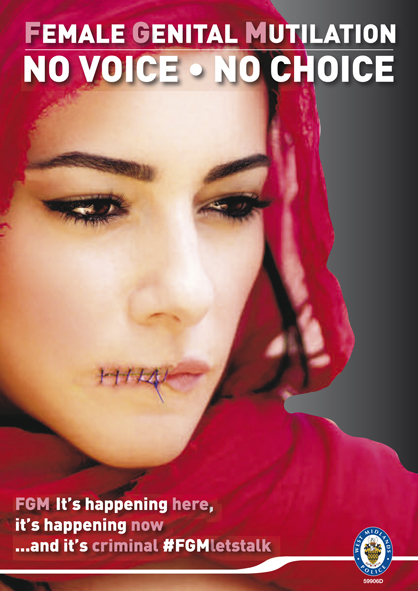 FEMALE GENITAL MUTILATION
NO VOICE • NO CHOICE
FGM It's happening here,
it's happening now
...and it's criminal #FGMletstalk
WEST MIDLANDS
POLICE
59906D